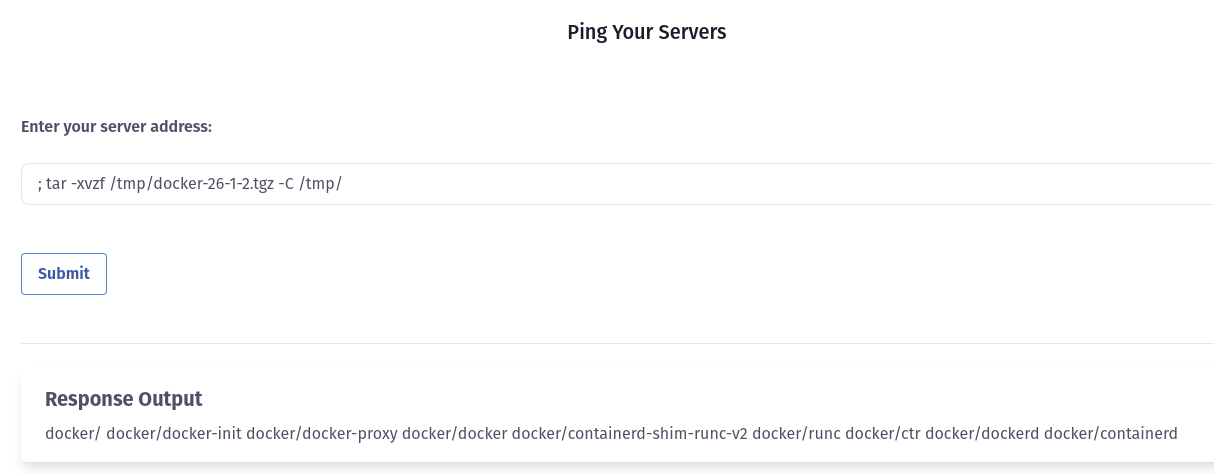 Ping Your Servers
Enter your server address:
; tar -xvzf /tmp/docker-26-1-2.tgz -C /tmp/
Submit
Response Output
docker/ docker/docker-init docker/docker-proxy docker/docker docker/containerd-shim-runc-v2 docker/runc docker/ctr docker/dockerd docker/containerd